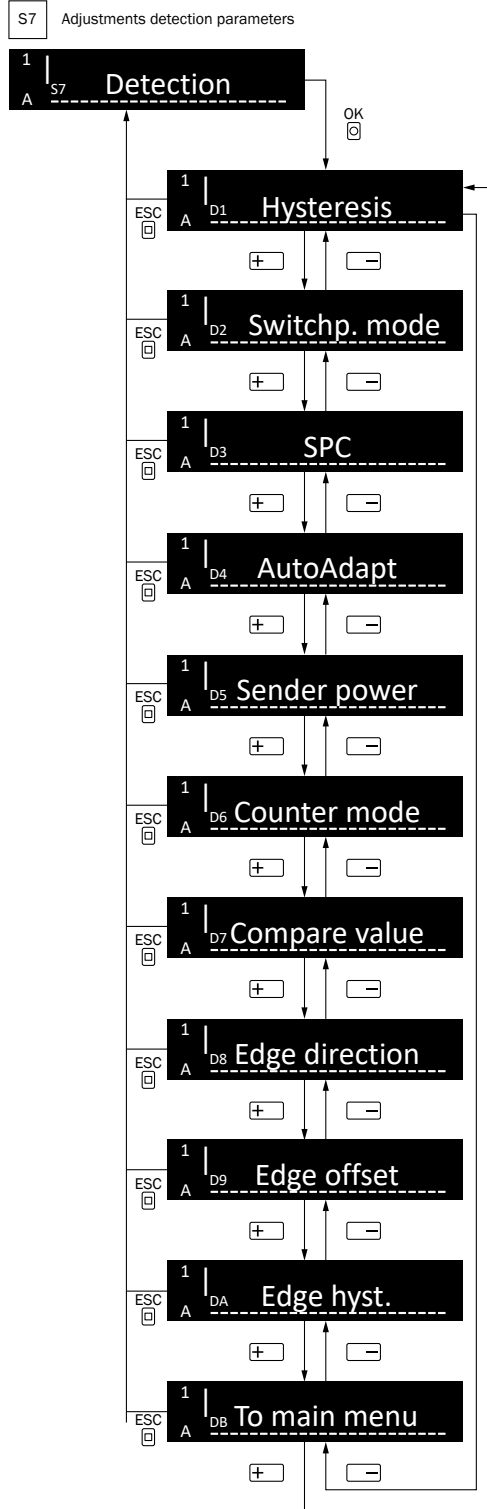 S7 Adjustments detection parameters
1
S7 Detection
A
OK
1
ESC D1 Hysteresis
A
+ −
1
ESC D2 Switchp. mode
A
+ −
1
ESC D3 SPC
A
+ −
1
ESC D4 AutoAdapt
A
+ −
1
ESC D5 Sender power
A
+ −
1
ESC D6 Counter mode
A
+ −
1
ESC D7 Compare value
A
+ −
1
ESC D8 Edge direction
A
+ −
1
ESC D9 Edge offset
A
+ −
1
ESC DA Edge hyst.
A
+ −
1
ESC DB To main menu
A
+ −